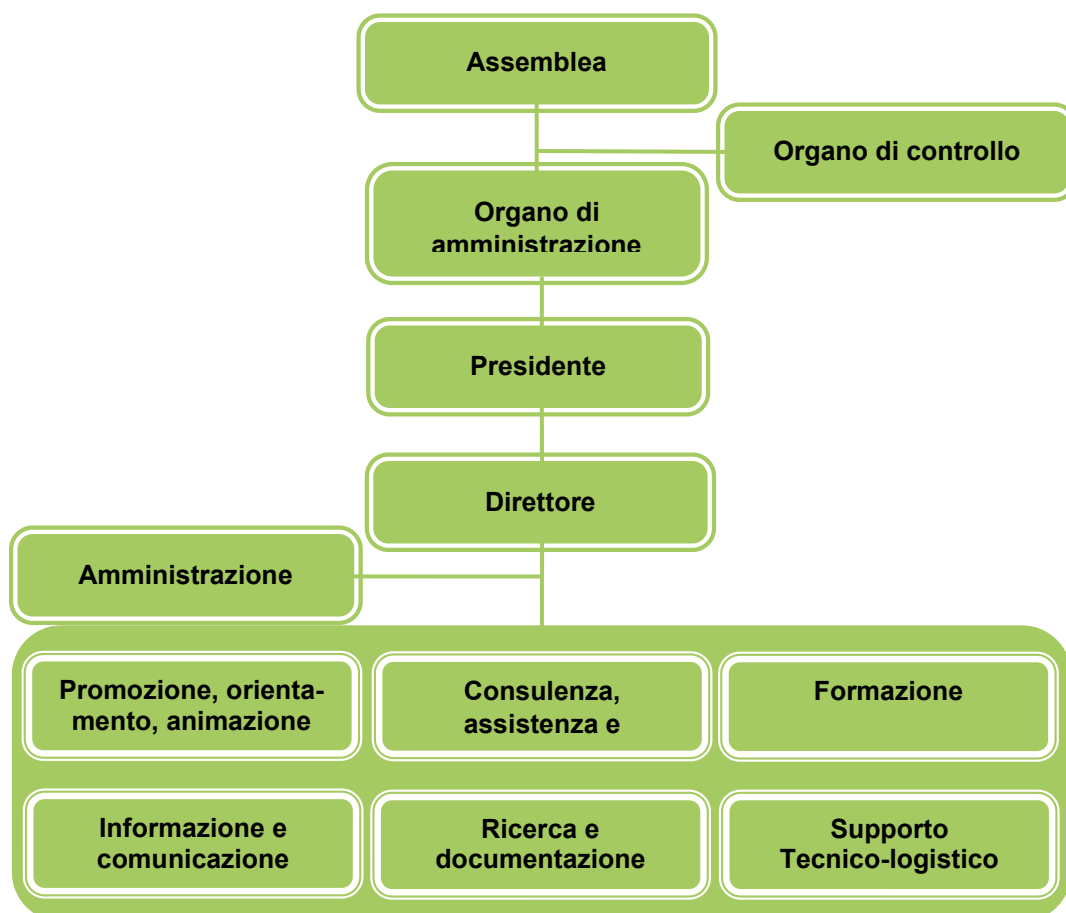 Assemblea
Organo di controllo
Organo di
amministrazione
Presidente
Direttore
Amministrazione
Promozione, orienta-
mento, animazione
Consulenza,
assistenza e
Formazione
Informazione e
comunicazione
Ricerca e
documentazione
Supporto
Tecnico-logistico